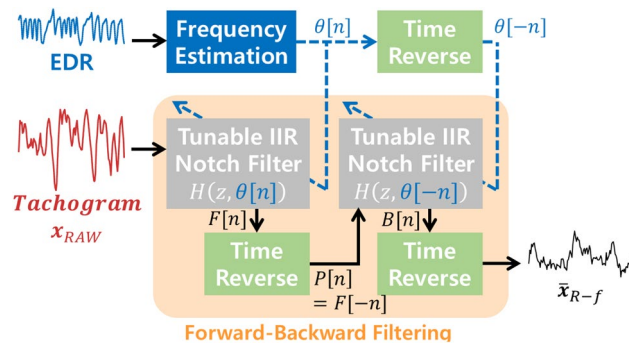 EDR
Frequency
Estimation
θ[n]
Time
Reverse
θ[−n]
Tachogram
x_RAW
Tunable IIR
Notch Filter
H(z, θ[n])
Tunable IIR
Notch Filter
H(z, θ[−n])
F[n]
Time
Reverse
P[n]
= F[−n]
B[n]
Time
Reverse
x̄_R−f
Forward-Backward Filtering